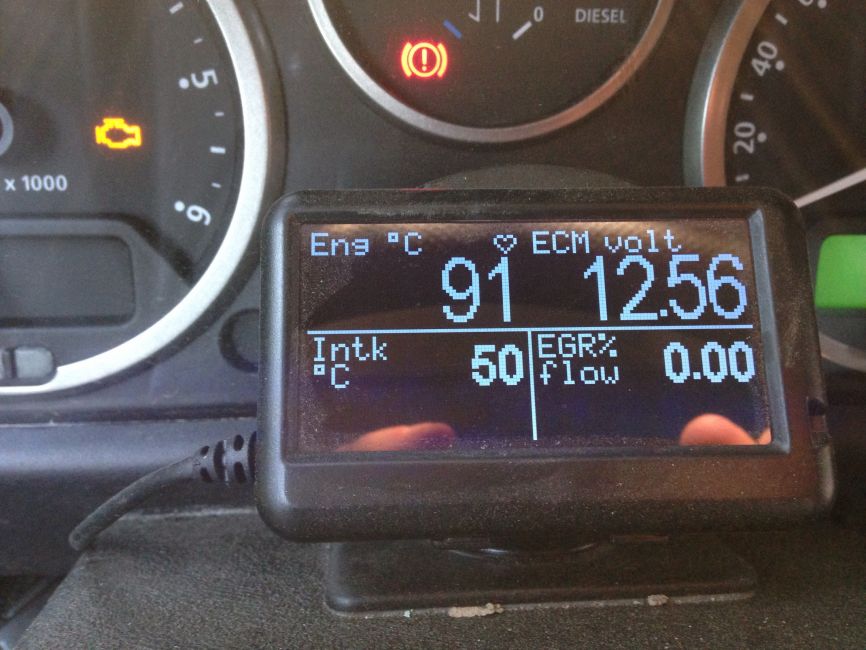 0 DIESEL
5
40
20
x 1000
6
Eng °C ♡ ECM volt
91 12.56
Intk 50 EGR% 0.00
°C flow